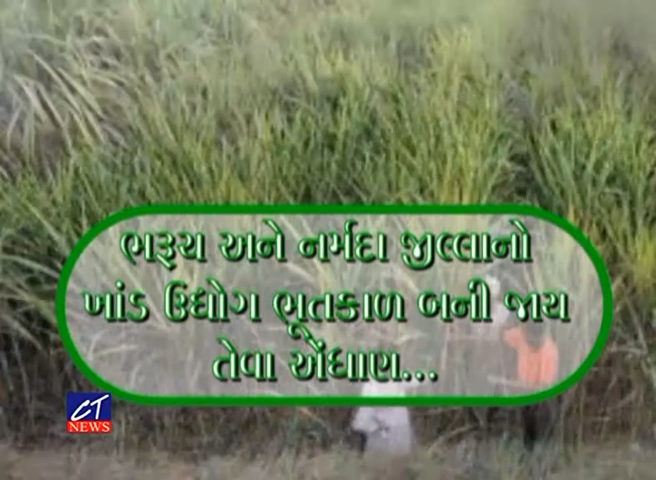 ભરૂચ અને નર્મદા જીલ્લાનો
ખાંડ ઉદ્યોગ ભૂતકાળ બની જાય
તેવા એંધાણ...
CT
NEWS